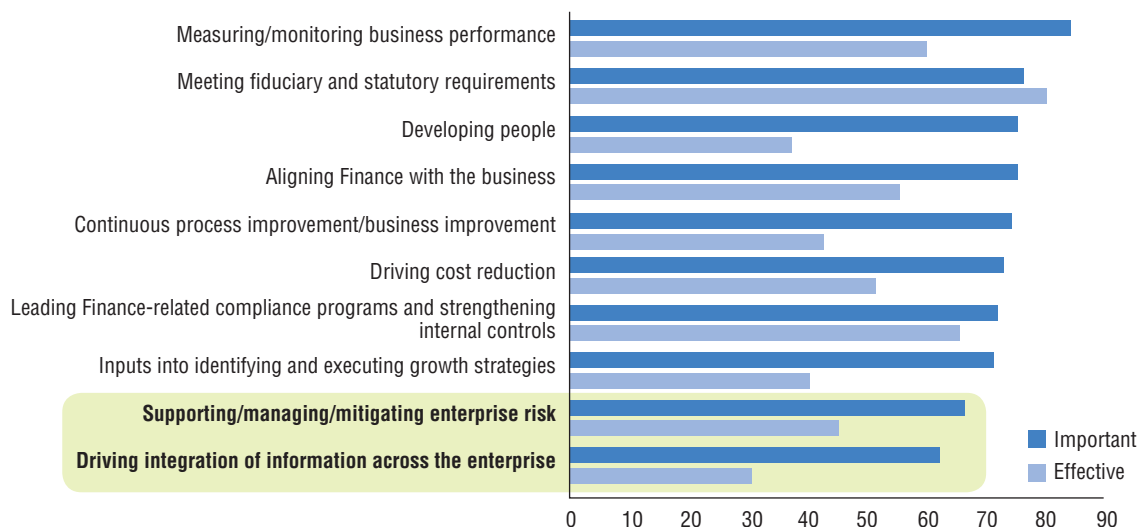 Measuring/monitoring business performance
Meeting fiduciary and statutory requirements
Developing people
Aligning Finance with the business
Continuous process improvement/business improvement
Driving cost reduction
Leading Finance-related compliance programs and strengthening
internal controls
Inputs into identifying and executing growth strategies
Supporting/managing/mitigating enterprise risk
Driving integration of information across the enterprise
Important
Effective
0 10 20 30 40 50 60 70 80 90